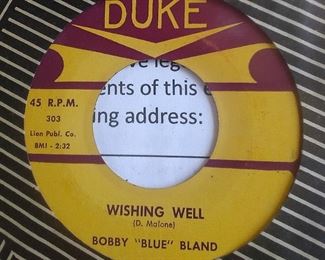 DUKE
ve leg
ents of this e
ng address:
45 R.P.M.
303
Lion Publ. Co.
BMI - 2:32
WISHING WELL
(D. Malone)
BOBBY "BLUE" BLAND